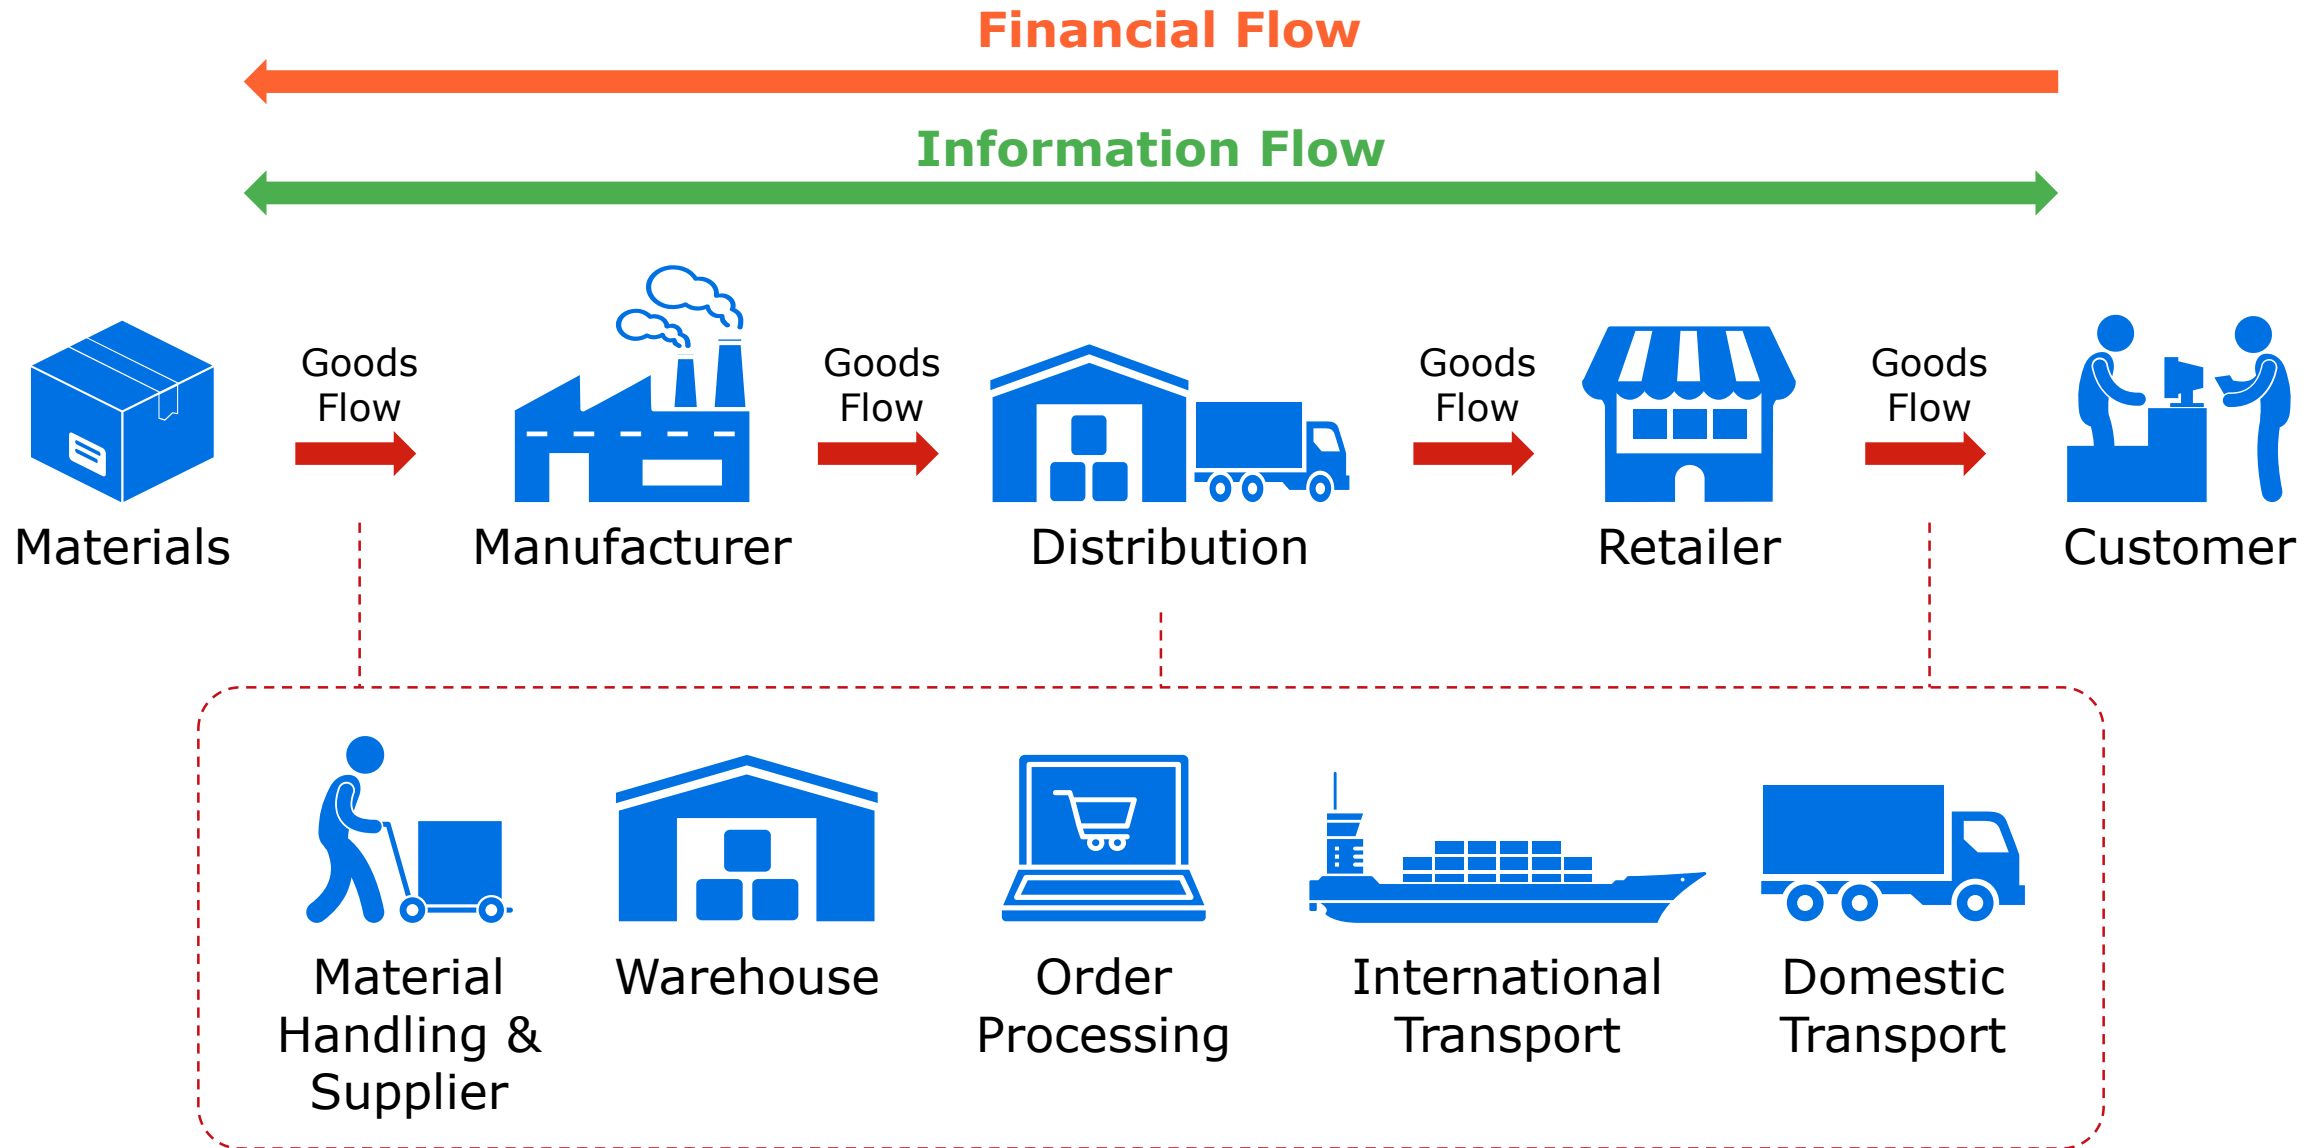 Financial Flow
Information Flow
Goods
Flow
Goods
Flow
Goods
Flow
Goods
Flow
Materials
Manufacturer
Distribution
Retailer
Customer
Material
Handling &
Supplier
Warehouse
Order
Processing
International
Transport
Domestic
Transport